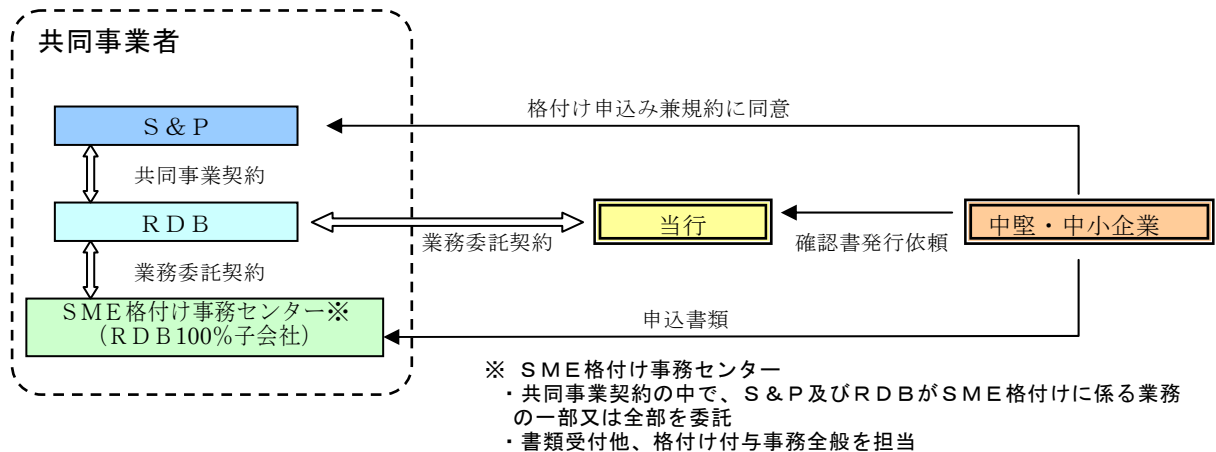 共同事業者
格付け申込み兼規約に同意
S&P
共同事業契約
RDB
業務委託契約
当行
確認書発行依頼
中堅・中小企業
業務委託契約
SME格付け事務センター※
(RDB100%子会社)
申込書類
※ SME格付け事務センター
・共同事業契約の中で、S&P及びRDBがSME格付けに係る業務
の一部又は全部を委託
・書類受付他、格付け付与事務全般を担当